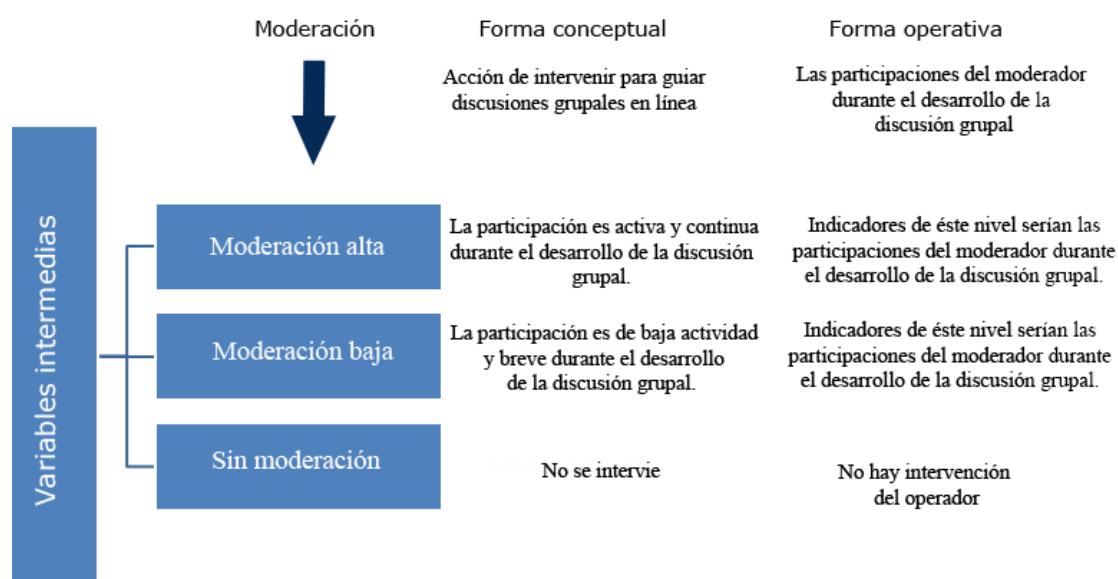 Moderación
Forma conceptual
Forma operativa
Acción de intervenir para guiar
discusiones grupales en línea
Las participaciones del moderador
durante el desarrollo de la
discusión grupal
Variables intermedias
Moderación alta
La participación es activa y continua
durante el desarrollo de la discusión
grupal.
Indicadores de éste nivel serían las
participaciones del moderador durante
el desarrollo de la discusión grupal.
Moderación baja
La participación es de baja actividad
y breve durante el desarrollo
de la discusión grupal.
Indicadores de éste nivel serían las
participaciones del moderador durante
el desarrollo de la discusión grupal.
Sin moderación
No se intervie
No hay intervención
del operador